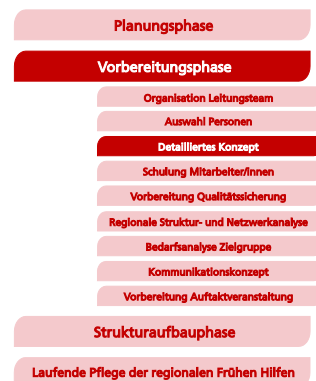 Planungsphase
Vorbereitungsphase
Organisation Leitungsteam
Auswahl Personen
Detailliertes Konzept
Schulung Mitarbeiter/innen
Vorbereitung Qualitätssicherung
Regionale Struktur- und Netzwerkanalyse
Bedarfsanalyse Zielgruppe
Kommunikationskonzept
Vorbereitung Auftaktveranstaltung
Strukturaufbauphase
Laufende Pflege der regionalen Frühen Hilfen